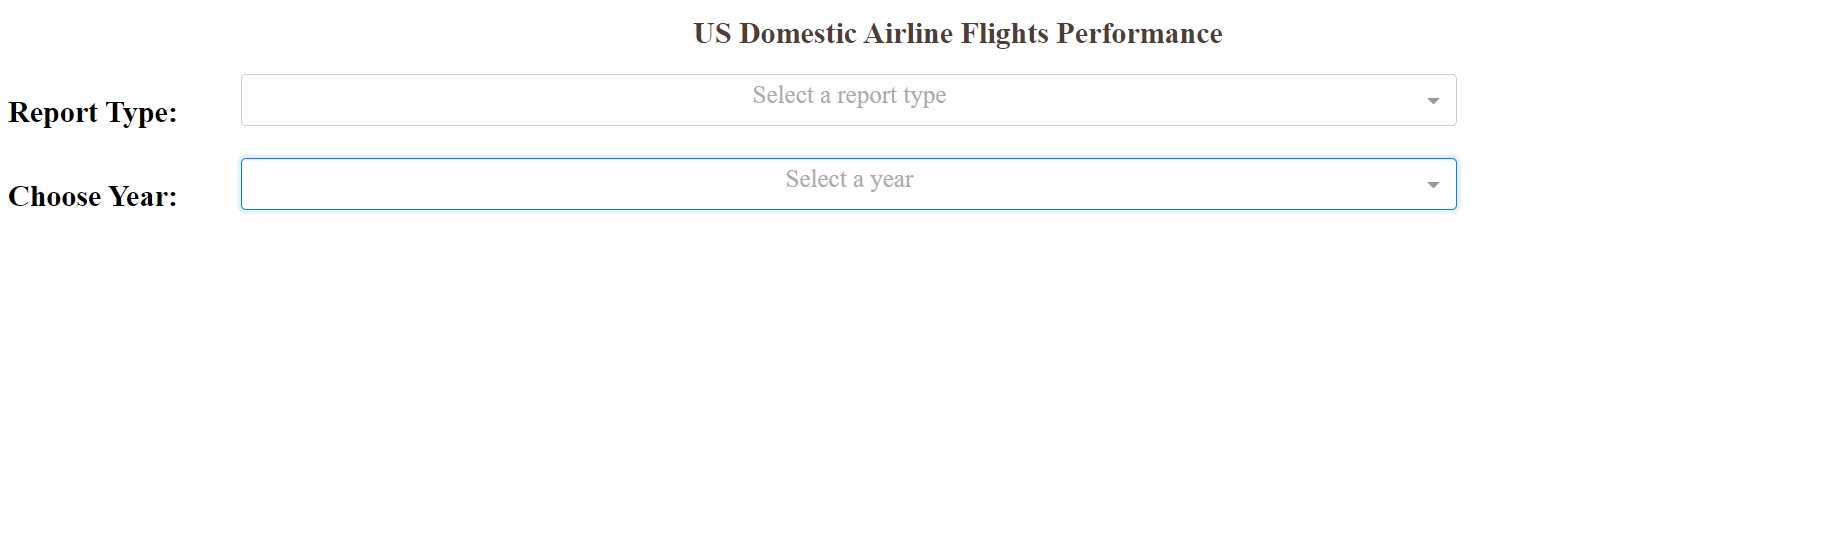 US Domestic Airline Flights Performance
Report Type:
Select a report type
Choose Year:
Select a year